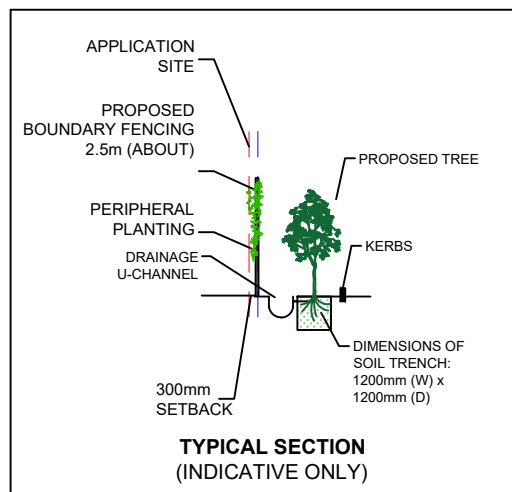 APPLICATION
SITE
PROPOSED
BOUNDARY FENCING
2.5m (ABOUT)
PERIPHERAL
PLANTING
DRAINAGE
U-CHANNEL
300mm
SETBACK
PROPOSED TREE
KERBS
DIMENSIONS OF
SOIL TRENCH:
1200mm (W) x
1200mm (D)
TYPICAL SECTION
(INDICATIVE ONLY)